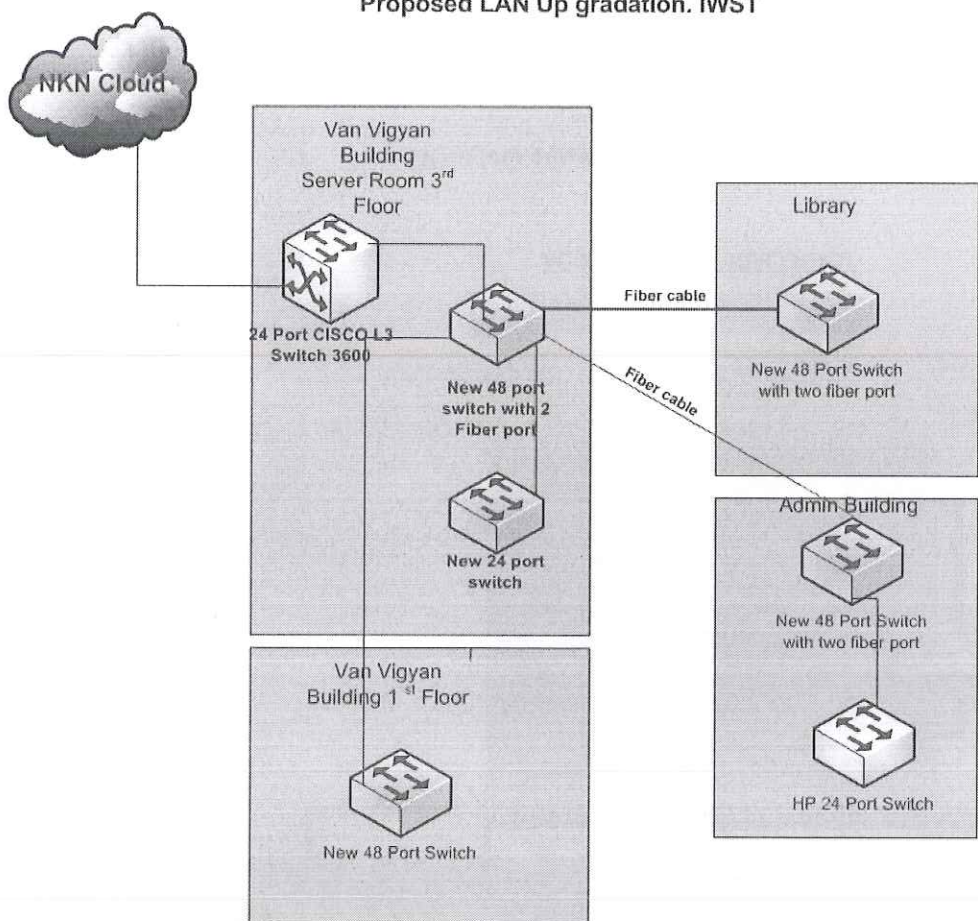 Proposed LAN Up gradation. IWST
NKN Cloud
Van Vigyan
Building
Server Room 3rd
Floor
24 Port CISCO L3
Switch 3600
New 48 port
switch with 2
Fiber port
New 24 port
switch
Fiber cable
Fiber cable
Library
New 48 Port Switch
with two fiber port
Admin Building
New 48 Port Switch
with two fiber port
HP 24 Port Switch
Van Vigyan
Building 1 st Floor
New 48 Port Switch